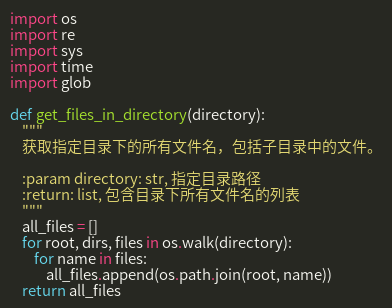 import os
import re
import sys
import time
import glob

def get_files_in_directory(directory):
    """
    获取指定目录下的所有文件名，包括子目录中的文件。

    :param directory: str, 指定目录路径
    :return: list, 包含目录下所有文件名的列表
    """
    all_files = []
    for root, dirs, files in os.walk(directory):
        for name in files:
            all_files.append(os.path.join(root, name))
    return all_files